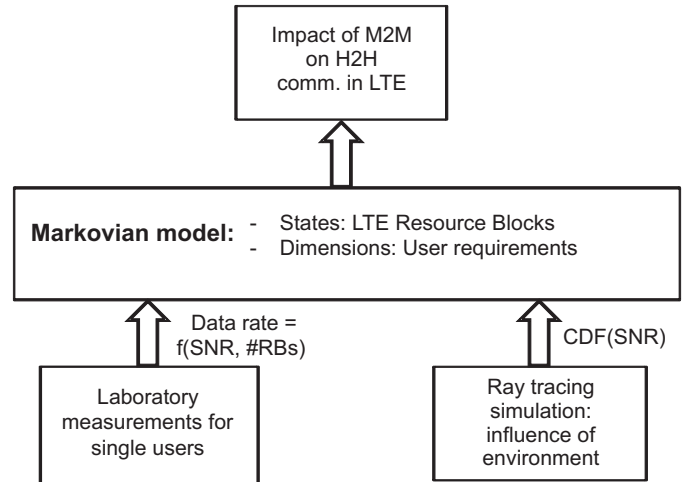 Impact of M2M
on H2H
comm. in LTE
Markovian model:
- States: LTE Resource Blocks
- Dimensions: User requirements
Data rate =
f(SNR, #RBs)
CDF(SNR)
Laboratory
measurements for
single users
Ray tracing
simulation:
influence of
environment